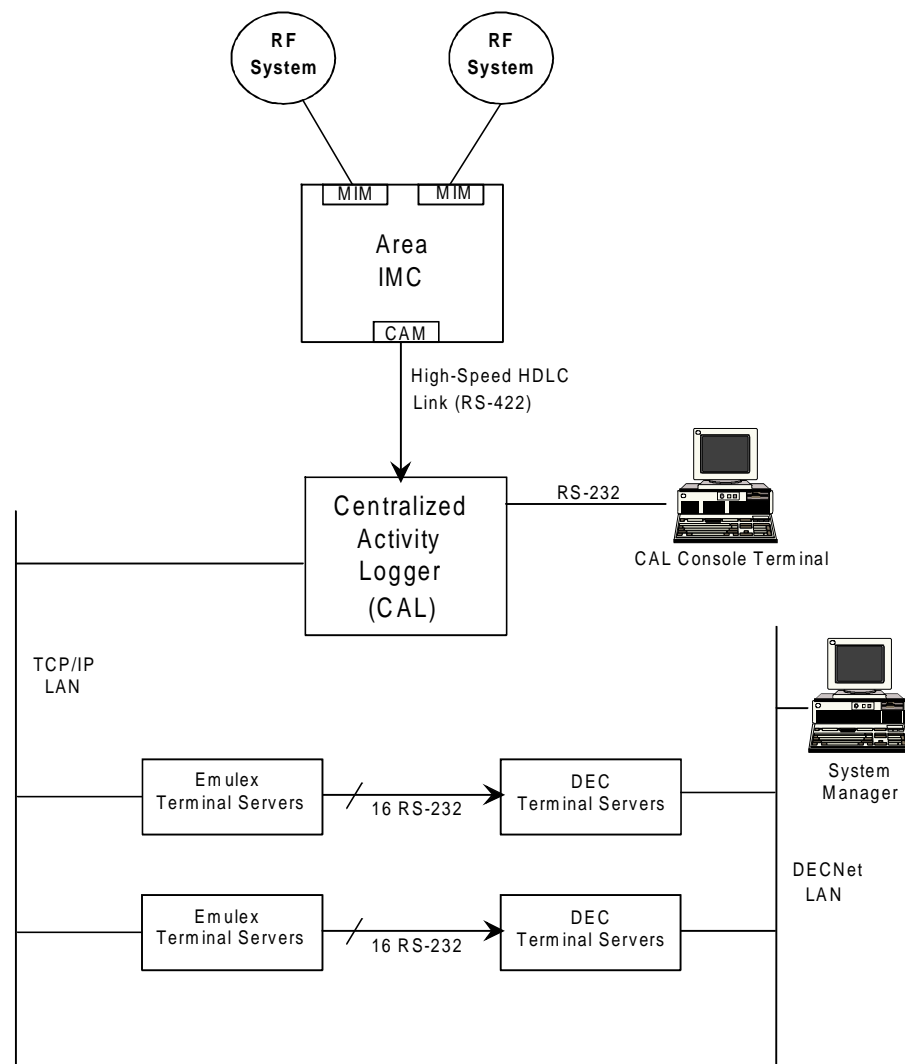 RF
System
RF
System
MIM
MIM
Area
IMC
CAM
High-Speed HDLC
Link (RS-422)
Centralized
Activity
Logger
(CAL)
RS-232
CAL Console Terminal
TCP/IP
LAN
System
Manager
Emulex
Terminal Servers
16 RS-232
DEC
Terminal Servers
DECNet
LAN
Emulex
Terminal Servers
16 RS-232
DEC
Terminal Servers